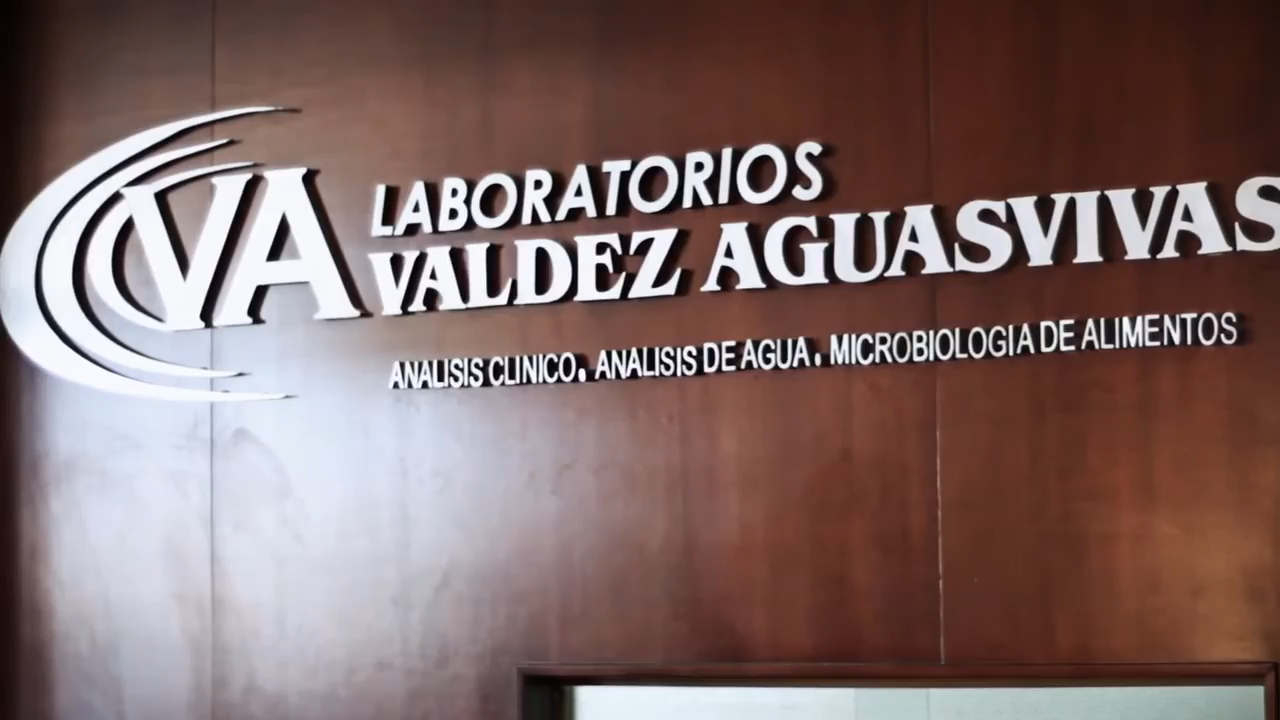 VA
LABORATORIOS
VALDEZ AGUASVIVAS
ANALISIS CLINICO. ANALISIS DE AGUA. MICROBIOLOGIA DE ALIMENTOS